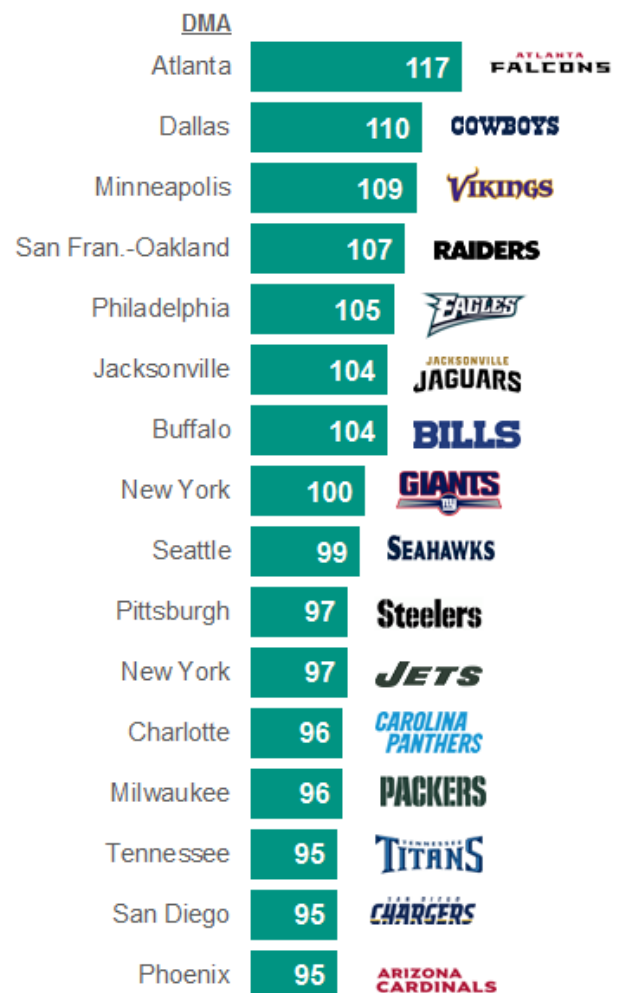 DMA
Atlanta 117 ATLANTA FALCONS
Dallas 110 COWBOYS
Minneapolis 109 VIKINGS
San Fran.-Oakland 107 RAIDERS
Philadelphia 105 EAGLES
Jacksonville 104 JACKSONVILLE JAGUARS
Buffalo 104 BILLS
New York 100 GIANTS NY
Seattle 99 SEAHAWKS
Pittsburgh 97 Steelers
New York 97 JETS
Charlotte 96 CAROLINA PANTHERS
Milwaukee 96 PACKERS
Tennessee 95 TENNESSEE TITANS
San Diego 95 SAN DIEGO CHARGERS
Phoenix 95 ARIZONA CARDINALS